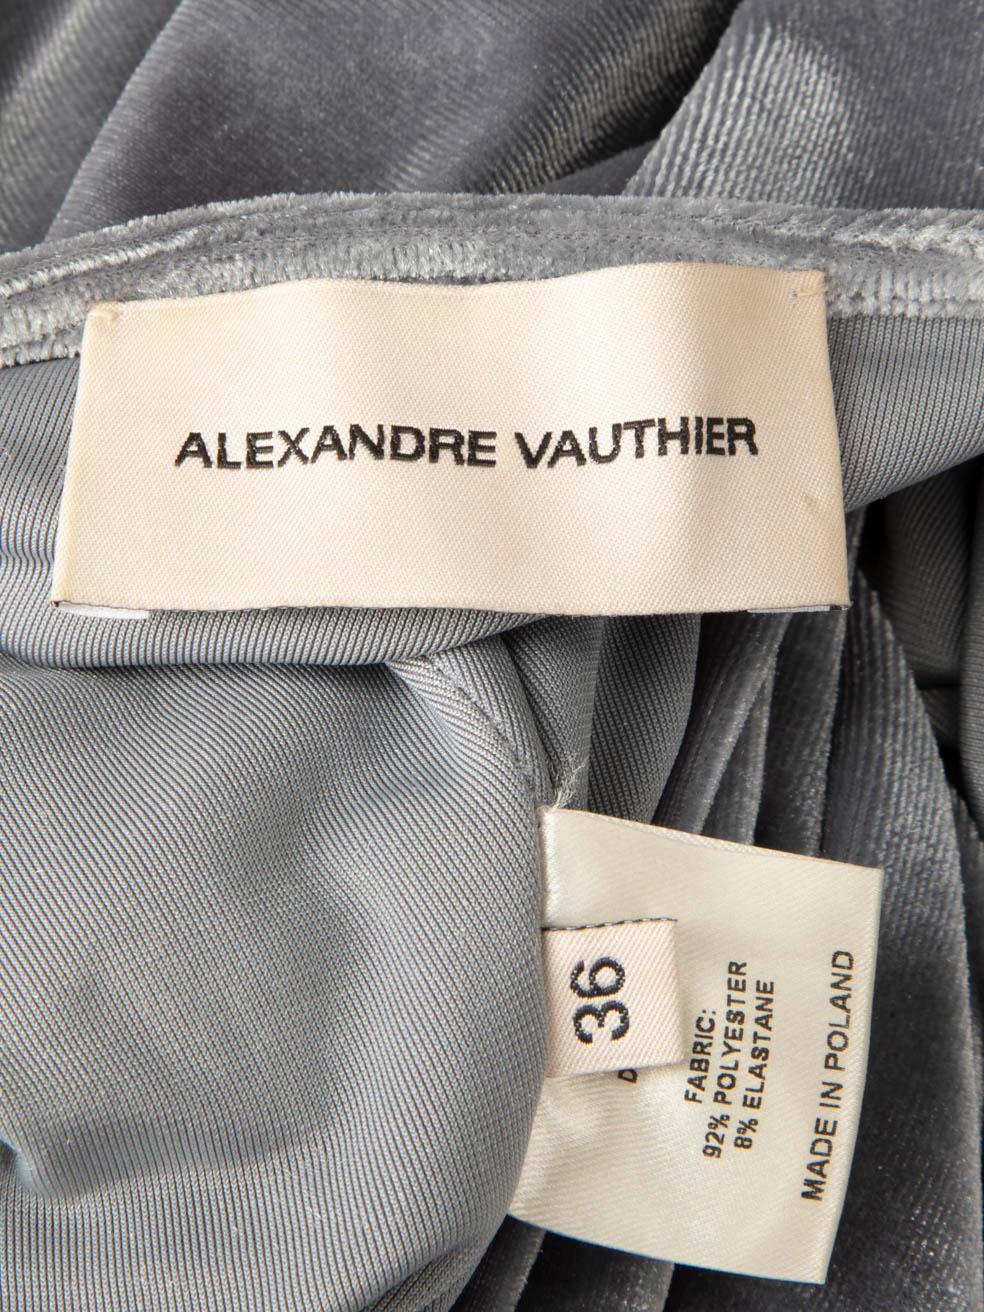 ALEXANDRE VAUTHIER
36
FABRIC:
92% POLYESTER
8% ELASTANE
MADE IN POLAND